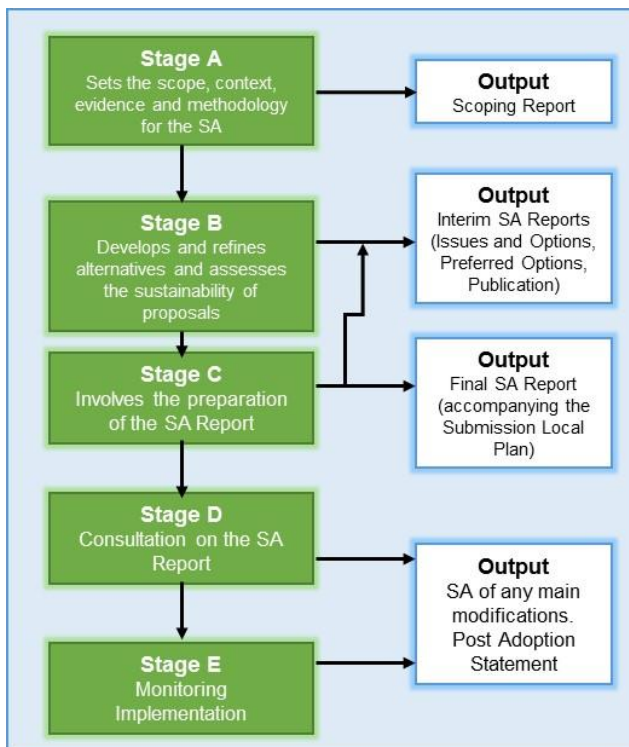 Stage A
Sets the scope, context,
evidence and methodology
for the SA
Output
Scoping Report
Stage B
Develops and refines
alternatives and assesses
the sustainability of
proposals
Output
Interim SA Reports
(Issues and Options,
Preferred Options,
Publication)
Stage C
Involves the preparation
of the SA Report
Output
Final SA Report
(accompanying the
Submission Local
Plan)
Stage D
Consultation on the SA
Report
Output
SA of any main
modifications.
Post Adoption
Statement
Stage E
Monitoring
Implementation